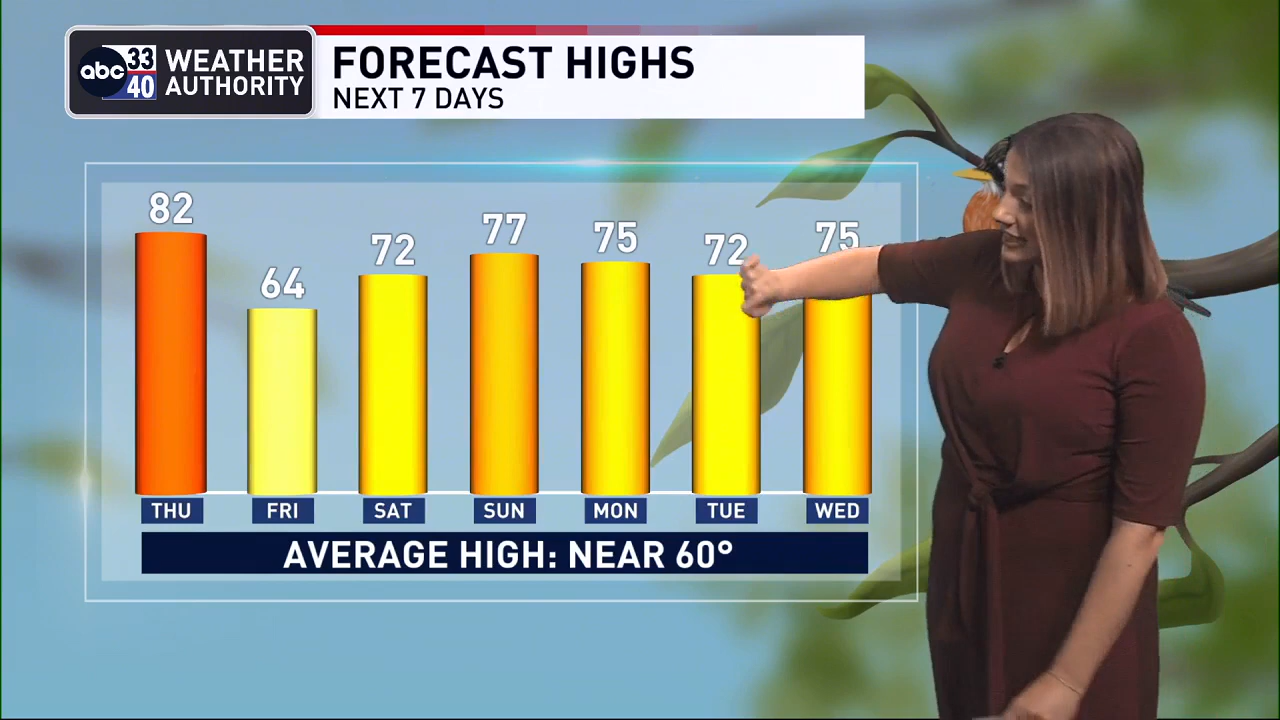 abc 33 40
WEATHER AUTHORITY
FORECAST HIGHS
NEXT 7 DAYS
82 64 72 77 75 72 75
THU FRI SAT SUN MON TUE WED
AVERAGE HIGH: NEAR 60°